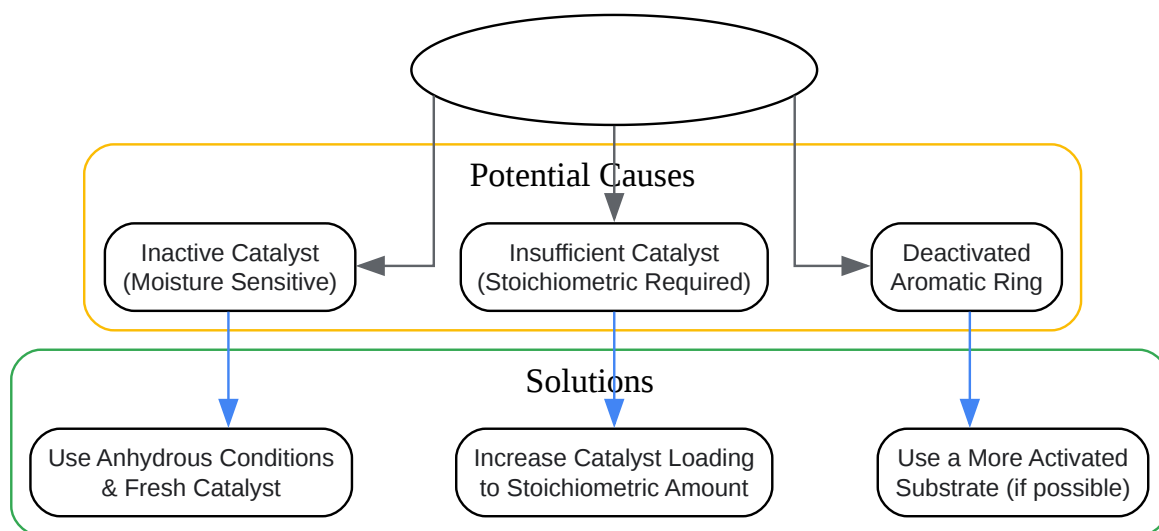 Potential Causes
Inactive Catalyst
(Moisture Sensitive)
Insufficient Catalyst
(Stoichiometric Required)
Deactivated
Aromatic Ring
Solutions
Use Anhydrous Conditions
& Fresh Catalyst
Increase Catalyst Loading
to Stoichiometric Amount
Use a More Activated
Substrate (if possible)